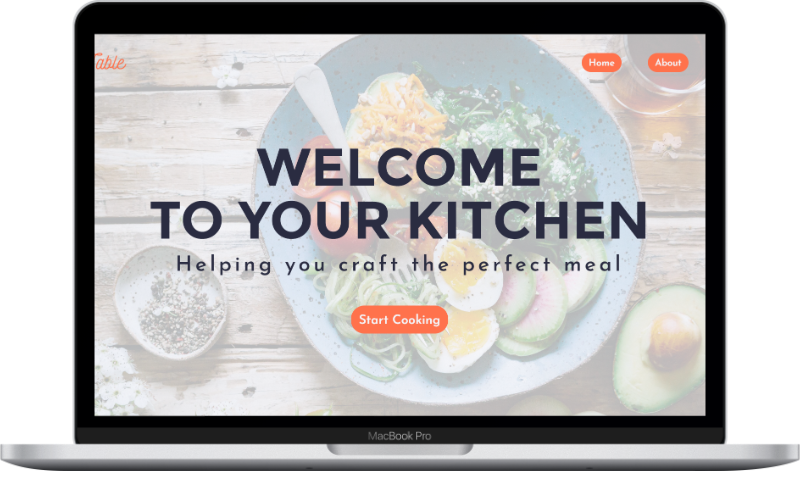 Table
Home
About
WELCOME
TO YOUR KITCHEN
Helping you craft the perfect meal
Start Cooking
MacBook Pro